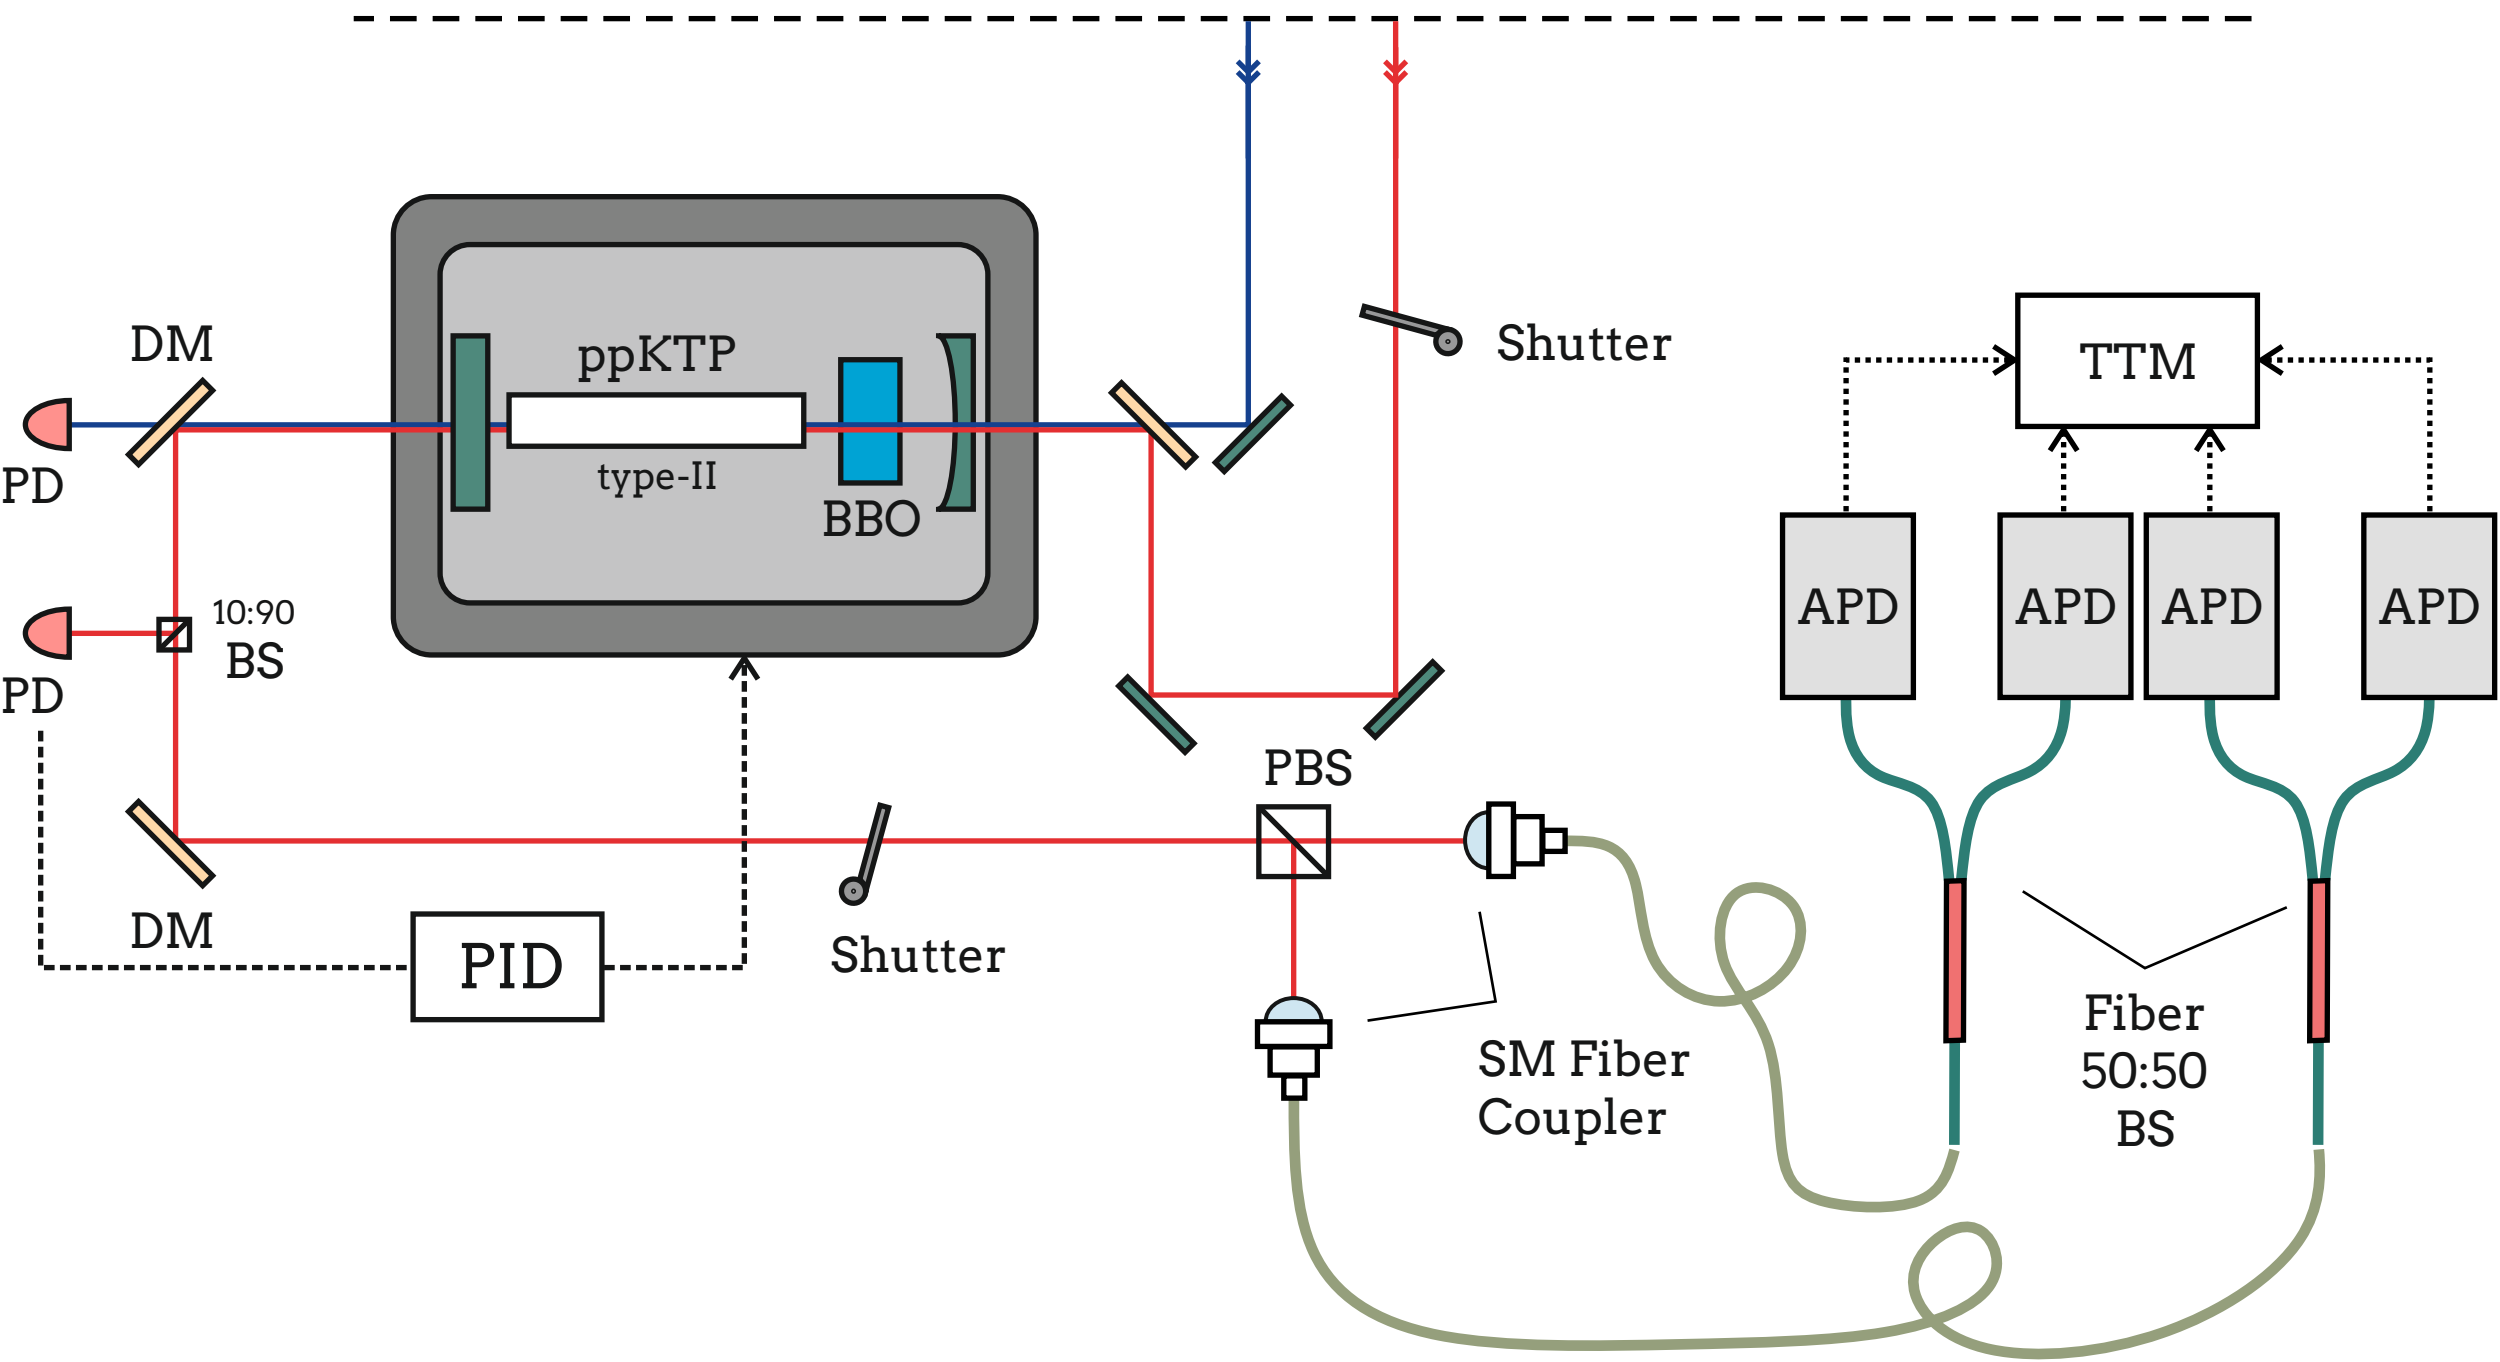 DM
ppKTP
Shutter
TTM
PD
type-II
BBO
10:90
BS
APD
APD
APD
APD
PD
PBS
DM
PID
Shutter
SM Fiber
Coupler
Fiber
50:50
BS